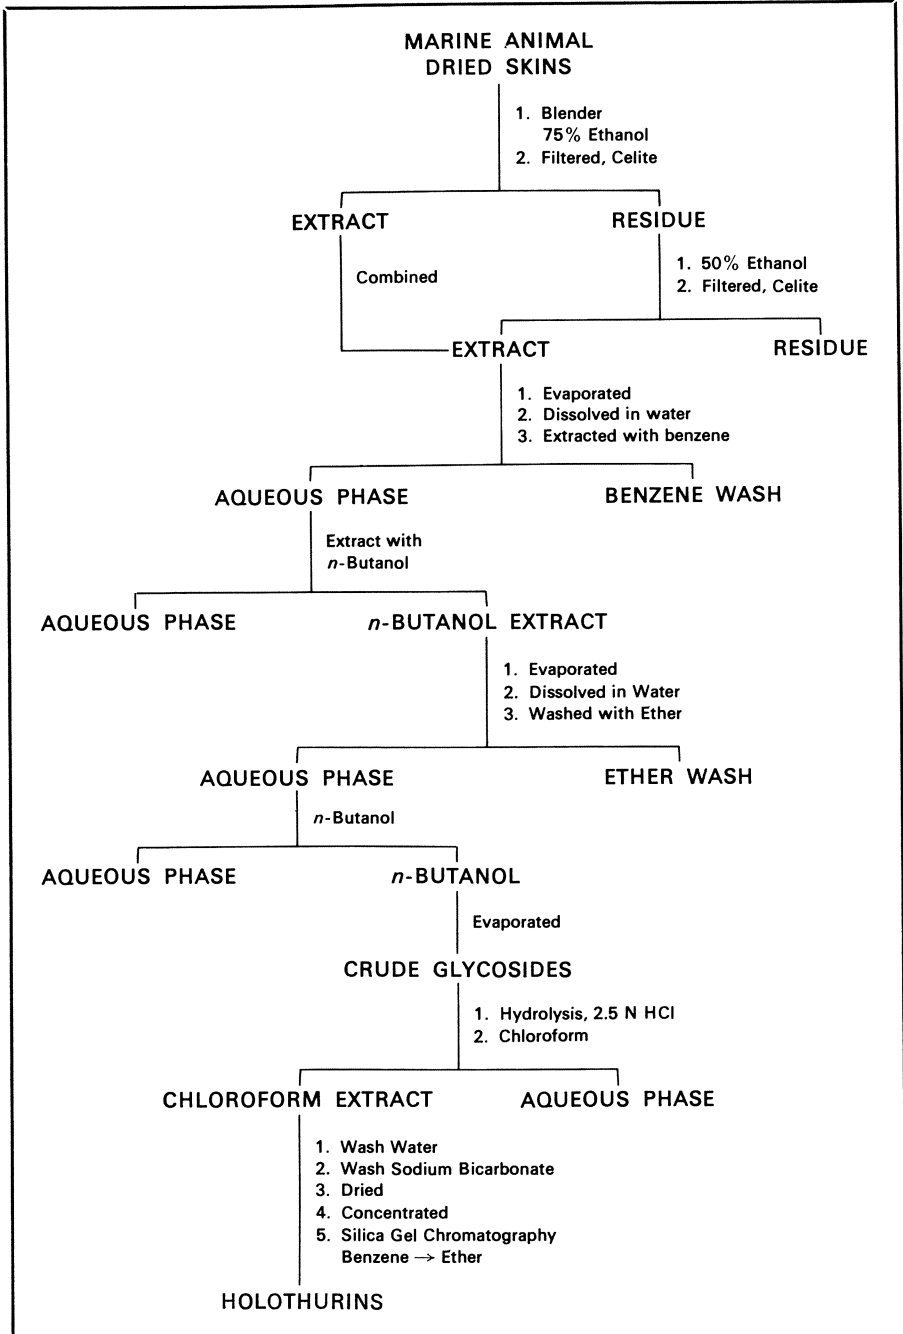 MARINE ANIMAL
DRIED SKINS
1. Blender
75% Ethanol
2. Filtered, Celite
EXTRACT
RESIDUE
Combined
1. 50% Ethanol
2. Filtered, Celite
EXTRACT
RESIDUE
1. Evaporated
2. Dissolved in water
3. Extracted with benzene
AQUEOUS PHASE
BENZENE WASH
Extract with
n-Butanol
AQUEOUS PHASE
n-BUTANOL EXTRACT
1. Evaporated
2. Dissolved in Water
3. Washed with Ether
AQUEOUS PHASE
ETHER WASH
n-Butanol
AQUEOUS PHASE
n-BUTANOL
Evaporated
CRUDE GLYCOSIDES
1. Hydrolysis, 2.5 N HCl
2. Chloroform
CHLOROFORM EXTRACT
AQUEOUS PHASE
1. Wash Water
2. Wash Sodium Bicarbonate
3. Dried
4. Concentrated
5. Silica Gel Chromatography
Benzene → Ether
HOLOTHURINS